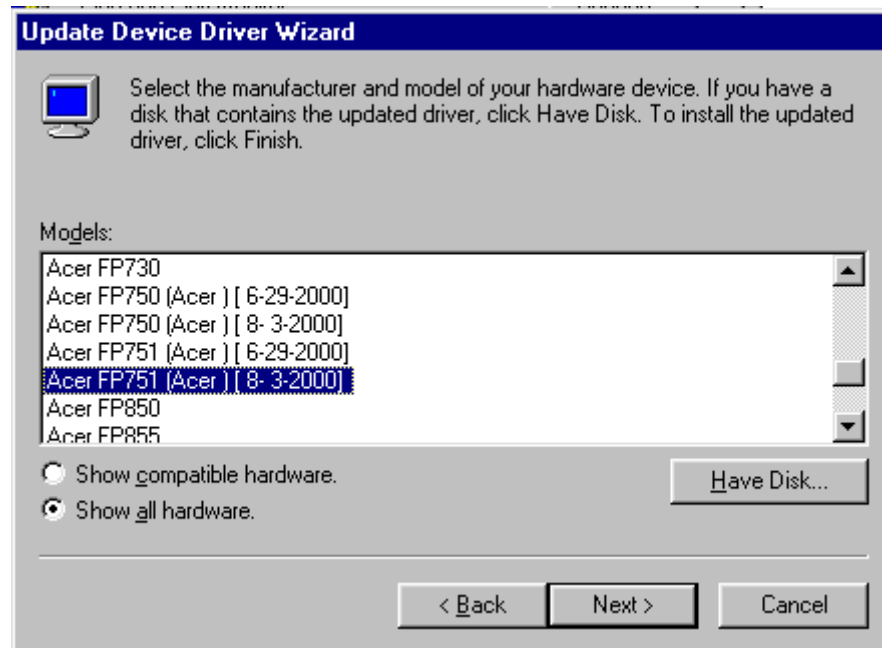 Update Device Driver Wizard
Select the manufacturer and model of your hardware device. If you have a
disk that contains the updated driver, click Have Disk. To install the updated
driver, click Finish.
Models:
Acer FP730
Acer FP750 (Acer ) [ 6-29-2000]
Acer FP750 (Acer ) [ 8- 3-2000]
Acer FP751 (Acer ) [ 6-29-2000]
Acer FP751 (Acer ) [ 8- 3-2000]
Acer FP850
Acer FP855
Show compatible hardware.
Have Disk...
Show all hardware.
< Back
Next >
Cancel